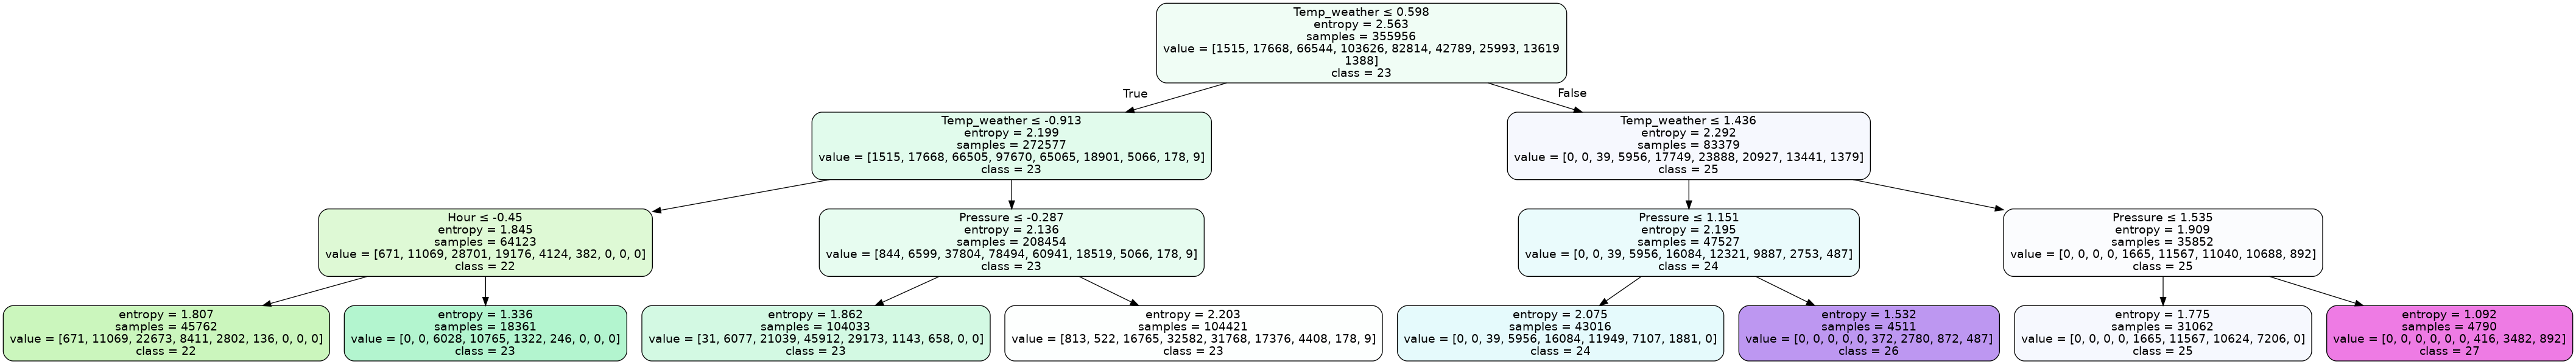 Temp_weather ≤ 0.598
entropy = 2.563
samples = 355956
value = [1515, 17668, 66544, 103626, 82814, 42789, 25993, 13619
1388]
class = 23
True
False
Temp_weather ≤ -0.913
entropy = 2.199
samples = 272577
value = [1515, 17668, 66505, 97670, 65065, 18901, 5066, 178, 9]
class = 23
Temp_weather ≤ 1.436
entropy = 2.292
samples = 83379
value = [0, 0, 39, 5956, 17749, 23888, 20927, 13441, 1379]
class = 25
Hour ≤ -0.45
entropy = 1.845
samples = 64123
value = [671, 11069, 28701, 19176, 4124, 382, 0, 0, 0]
class = 22
Pressure ≤ -0.287
entropy = 2.136
samples = 208454
value = [844, 6599, 37804, 78494, 60941, 18519, 5066, 178, 9]
class = 23
Pressure ≤ 1.151
entropy = 2.195
samples = 47527
value = [0, 0, 39, 5956, 16084, 12321, 9887, 2753, 487]
class = 24
Pressure ≤ 1.535
entropy = 1.909
samples = 35852
value = [0, 0, 0, 0, 1665, 11567, 11040, 10688, 892]
class = 25
entropy = 1.807
samples = 45762
value = [671, 11069, 22673, 8411, 2802, 136, 0, 0, 0]
class = 22
entropy = 1.336
samples = 18361
value = [0, 0, 6028, 10765, 1322, 246, 0, 0, 0]
class = 23
entropy = 1.862
samples = 104033
value = [31, 6077, 21039, 45912, 29173, 1143, 658, 0, 0]
class = 23
entropy = 2.203
samples = 104421
value = [813, 522, 16765, 32582, 31768, 17376, 4408, 178, 9]
class = 23
entropy = 2.075
samples = 43016
value = [0, 0, 39, 5956, 16084, 11949, 7107, 1881, 0]
class = 24
entropy = 1.532
samples = 4511
value = [0, 0, 0, 0, 0, 372, 2780, 872, 487]
class = 26
entropy = 1.775
samples = 31062
value = [0, 0, 0, 0, 1665, 11567, 10624, 7206, 0]
class = 25
entropy = 1.092
samples = 4790
value = [0, 0, 0, 0, 0, 0, 416, 3482, 892]
class = 27